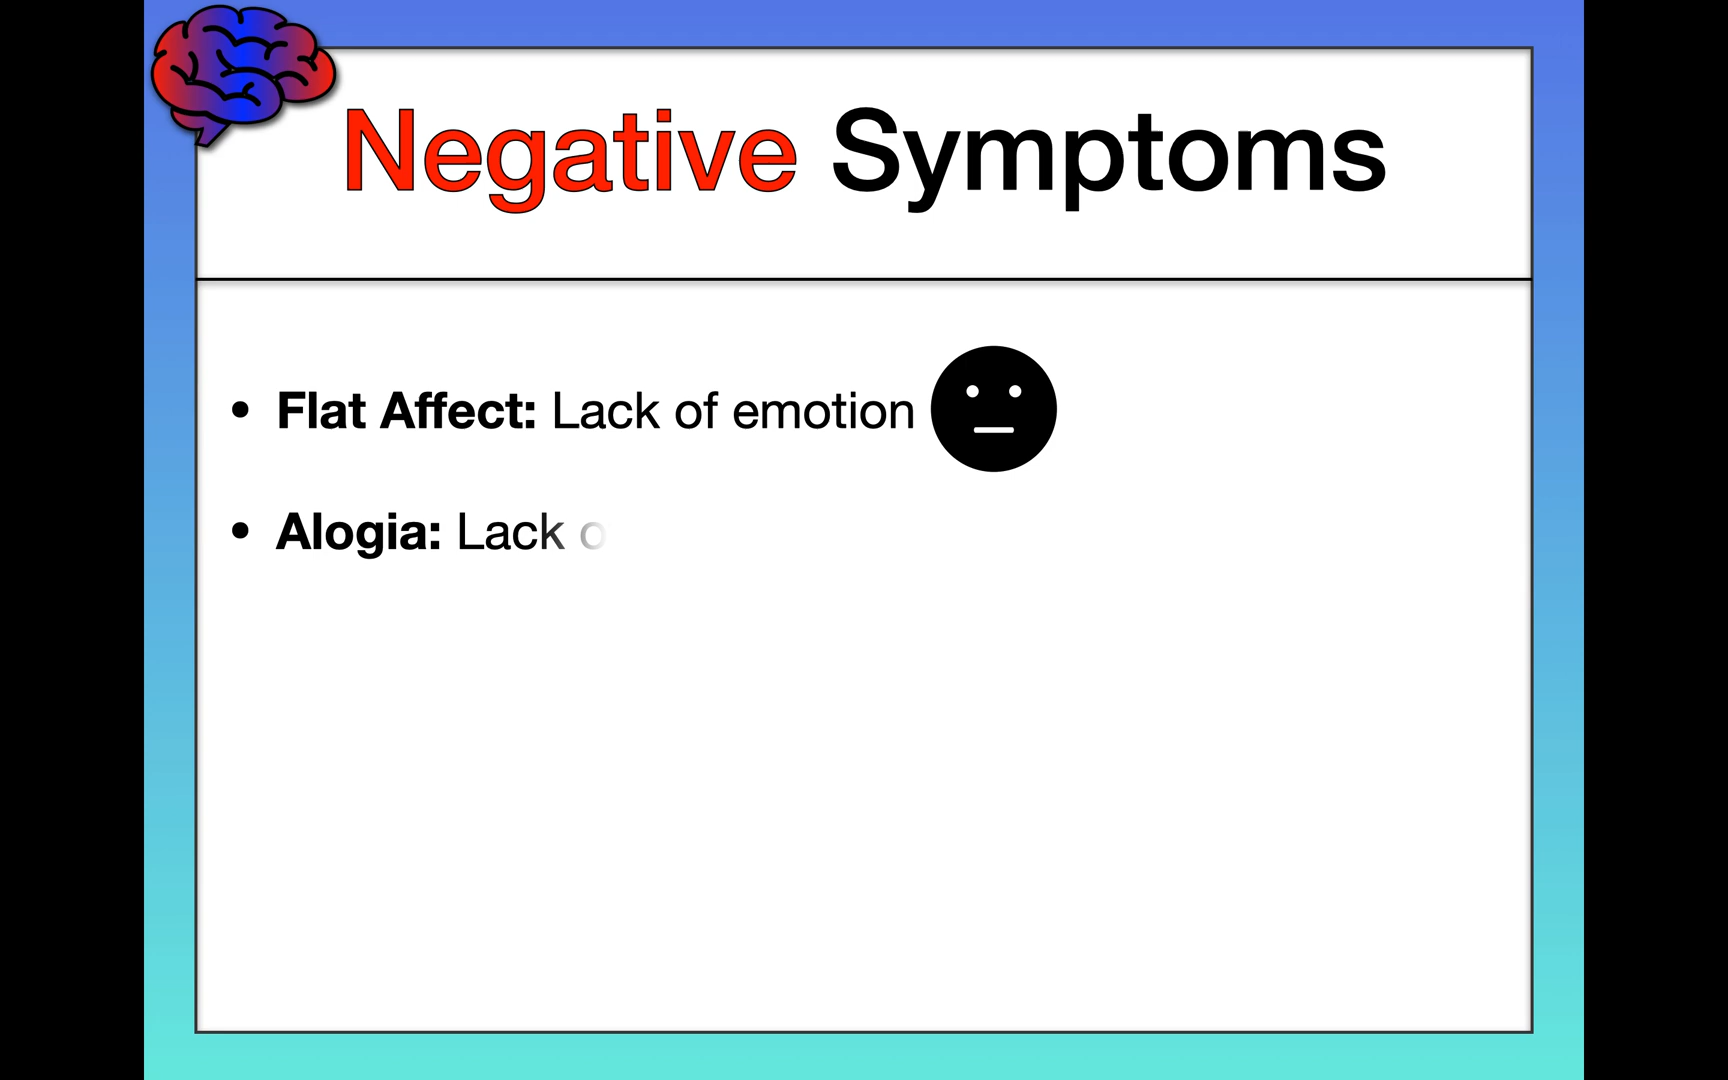 Negative Symptoms
• Flat Affect: Lack of emotion
• Alogia: Lack o